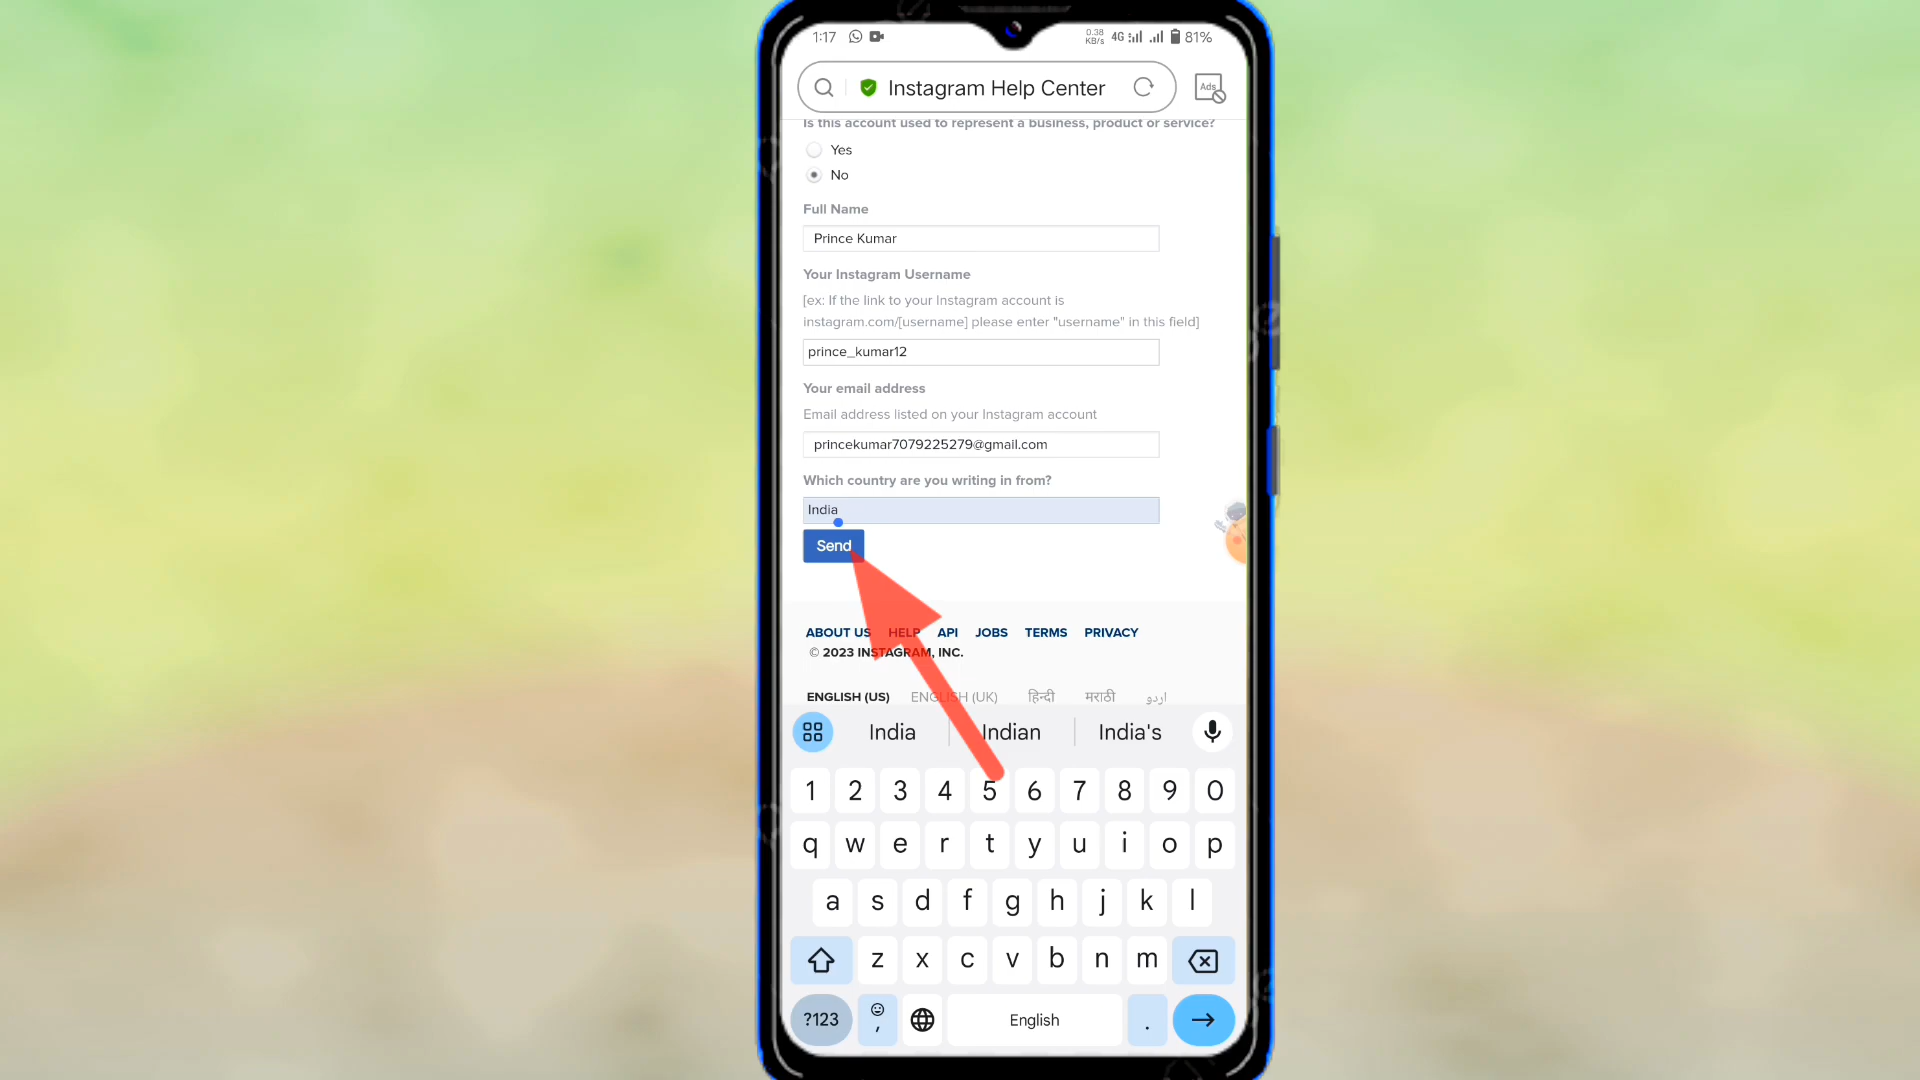 1:17 0.38 KB/s 4G 81%
Instagram Help Center Ads
Is this account used to represent a business, product or service?
Yes
No
Full Name
Prince Kumar
Your Instagram Username
[ex: If the link to your Instagram account is
instagram.com/[username] please enter "username" in this field]
prince_kumar12
Your email address
Email address listed on your Instagram account
princekumar7079225279@gmail.com
Which country are you writing in from?
India
Send
ABOUT US HELP API JOBS TERMS PRIVACY
© 2023 INSTAGRAM, INC.
ENGLISH (US) ENGLISH (UK) हिन्दी मराठी اردو
India Indian India's
1 2 3 4 5 6 7 8 9 0
q w e r t y u i o p
a s d f g h j k l
z x c v b n m
?123 , English .